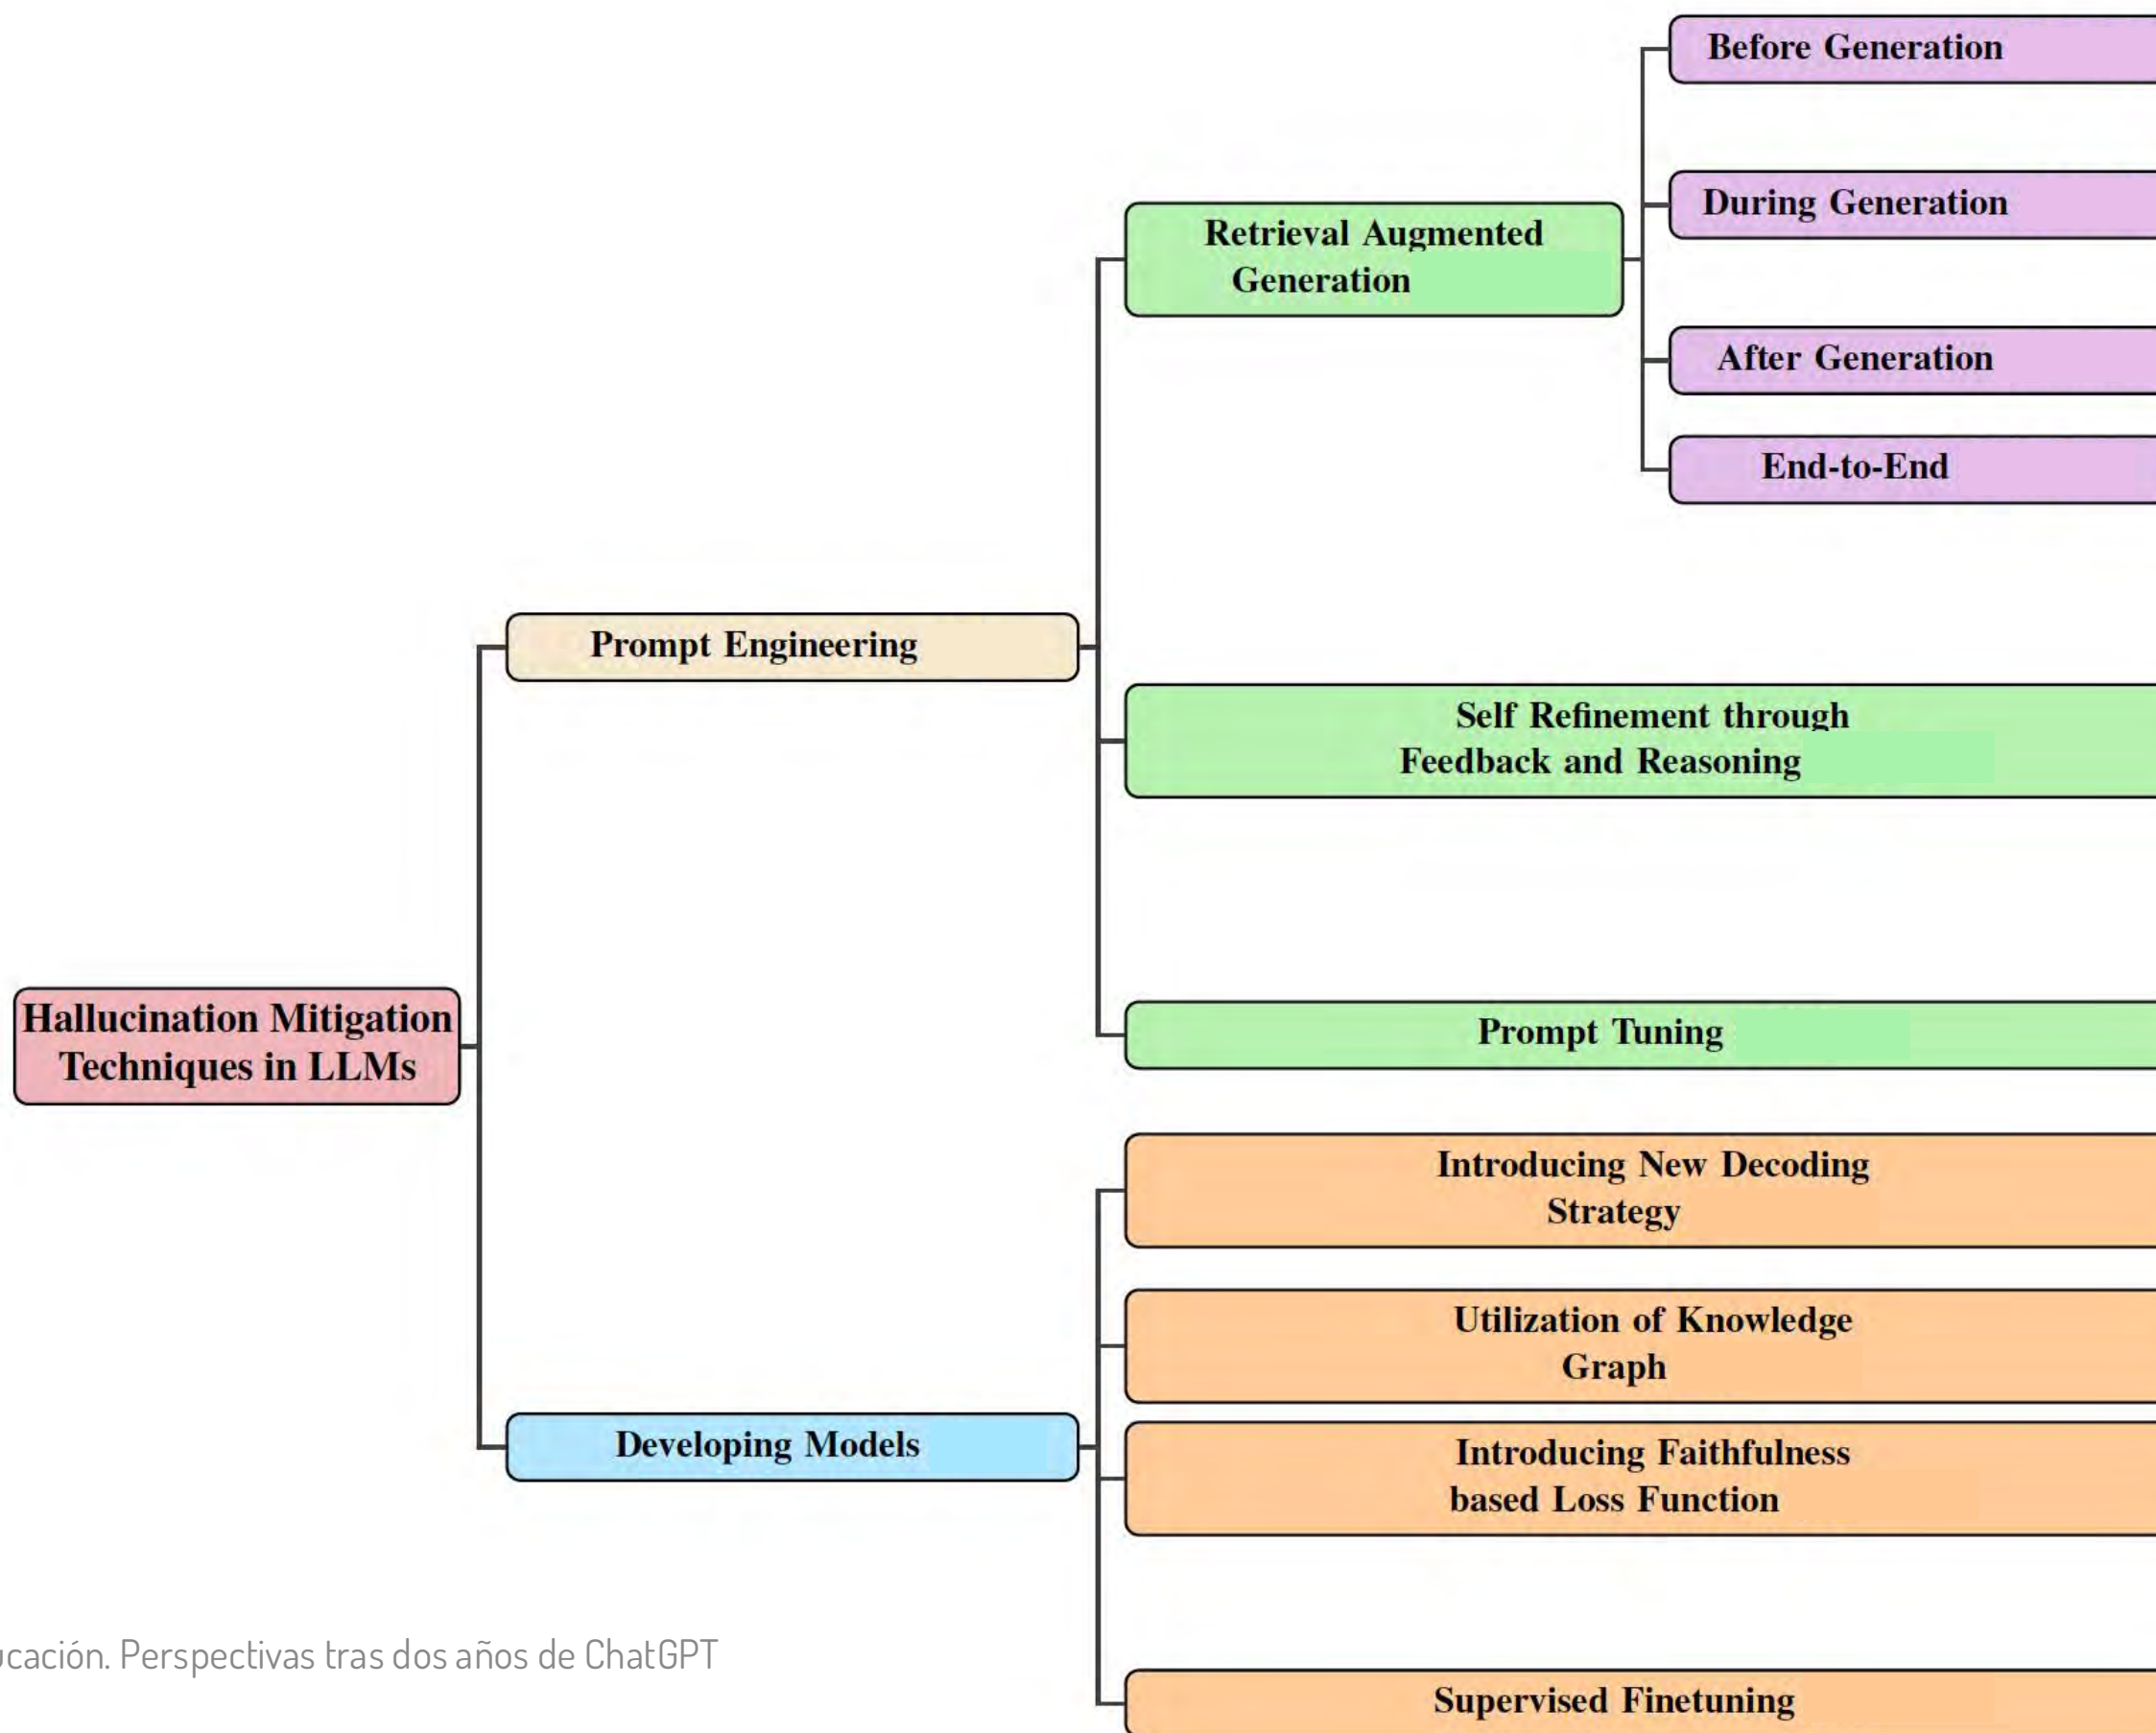 Before Generation
During Generation
Retrieval Augmented
Generation
After Generation
End-to-End
Prompt Engineering
Self Refinement through
Feedback and Reasoning
Hallucination Mitigation
Techniques in LLMs
Prompt Tuning
Introducing New Decoding
Strategy
Utilization of Knowledge
Graph
Developing Models
Introducing Faithfulness
based Loss Function
Supervised Finetuning
Perspectivas tras dos años de ChatGPT